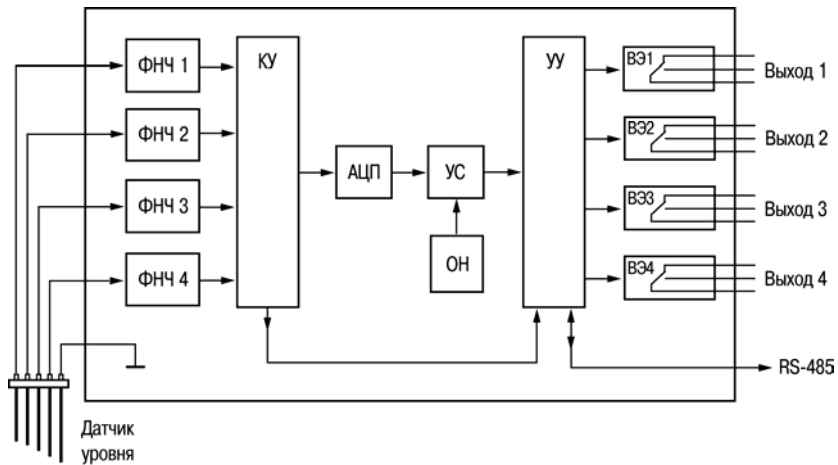 ФНЧ 1
ФНЧ 2
ФНЧ 3
ФНЧ 4
КУ
АЦП
УС
ОН
УУ
ВЭ1
ВЭ2
ВЭ3
ВЭ4
Выход 1
Выход 2
Выход 3
Выход 4
RS-485
Датчик
уровня